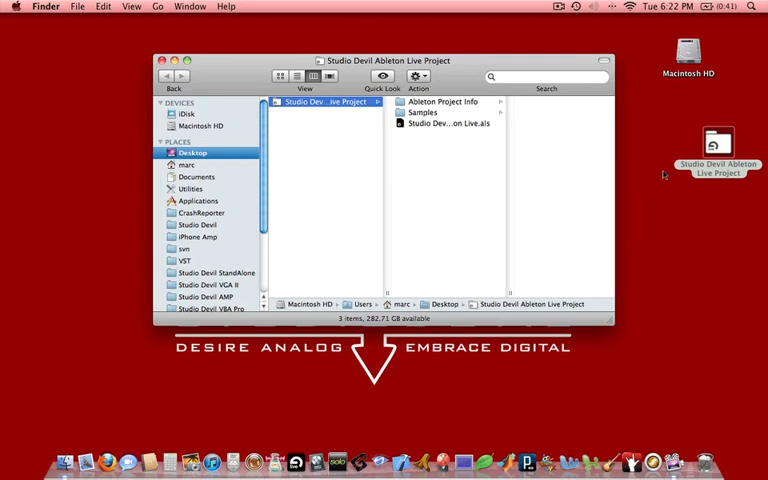 Finder File Edit View Go Window Help Tue 6:22 PM (0:41)
Studio Devil Ableton Live Project
Back View Quick Look Action Search
DEVICES
iDisk
Macintosh HD
PLACES
Desktop
marc
Documents
Utilities
Applications
CrashReporter
Studio Devil
iPhone Amp
svn
VST
Studio Devil StandAlone
Studio Devil VGA II
Studio Devil AMP
Studio Devil VBA Pro
Studio Dev...ive Project
Ableton Project Info
Samples
Studio Dev...on Live.als
Macintosh HD Users marc Desktop Studio Devil Ableton Live Project
3 items, 282.71 GB available
Macintosh HD
Studio Devil Ableton
Live Project
DESIRE ANALOG EMBRACE DIGITAL
live
solo